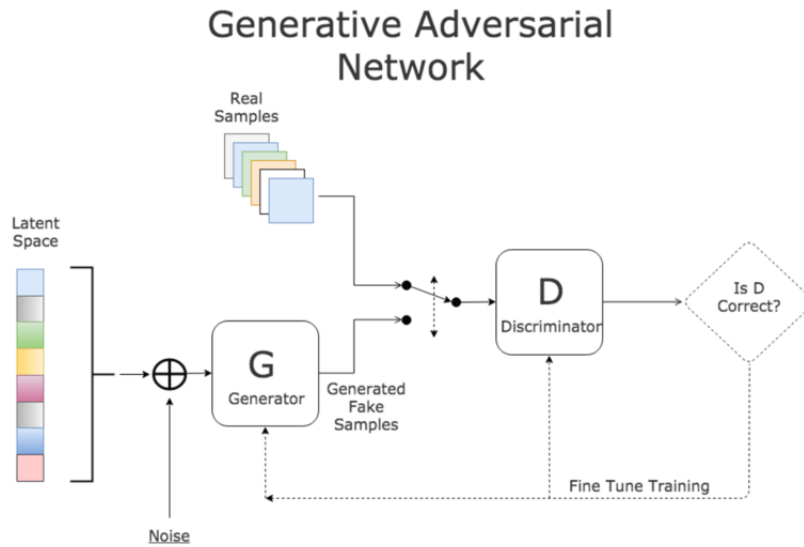 Generative Adversarial
Network
Real
Samples
Latent
Space
D
Discriminator
Is D
Correct?
G
Generator
Generated
Fake
Samples
Fine Tune Training
Noise